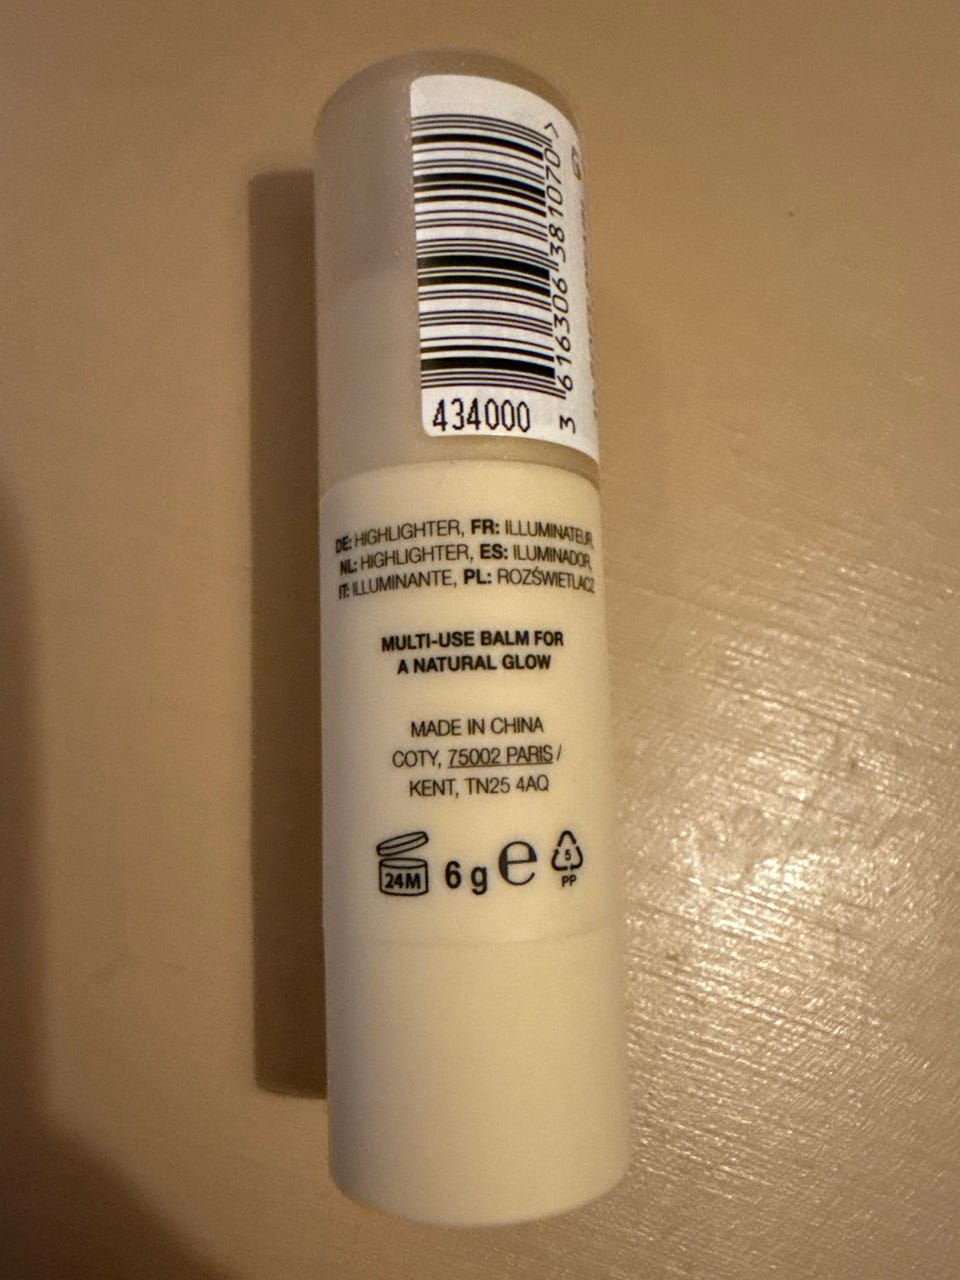 3 616306 381070 >
434000
DE: HIGHLIGHTER, FR: ILLUMINATEUR,
NL: HIGHLIGHTER, ES: ILUMINADOR,
IT: ILLUMINANTE, PL: ROZŚWIETLACZ
MULTI-USE BALM FOR
A NATURAL GLOW
MADE IN CHINA
COTY, 75002 PARIS /
KENT, TN25 4AQ
24M 6 g e 5
PP